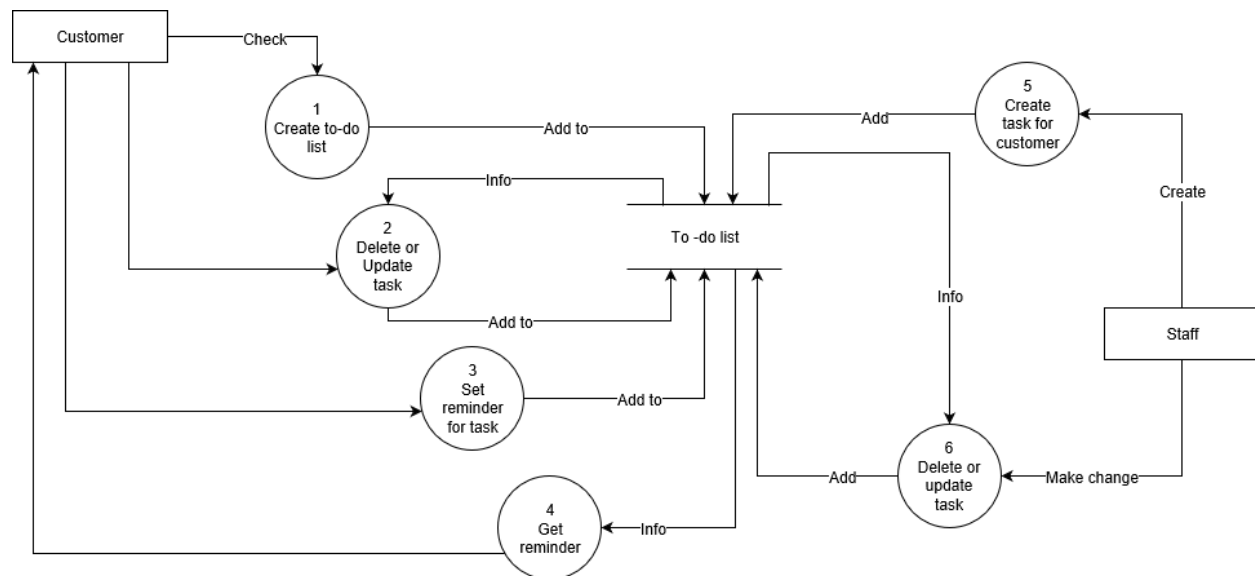 Customer
Check
1
Create to-do
list
Add to
5
Create
task for
customer
Add
Create
Info
2
Delete or
Update
task
Add to
To -do list
Info
Staff
3
Set
reminder
for task
Add to
6
Delete or
update
task
Add
Make change
4
Get
reminder
Info